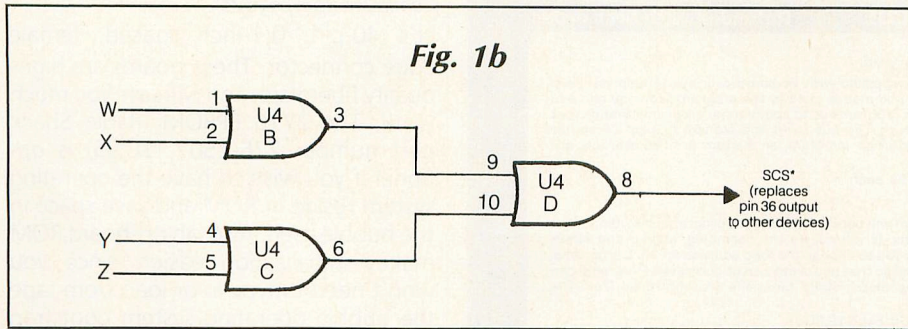 Fig. 1b
W
1
X
2
U4
B
3
Y
4
Z
5
U4
C
6
9
10
U4
D
8
SCS*
(replaces
pin 36 output
to other devices)